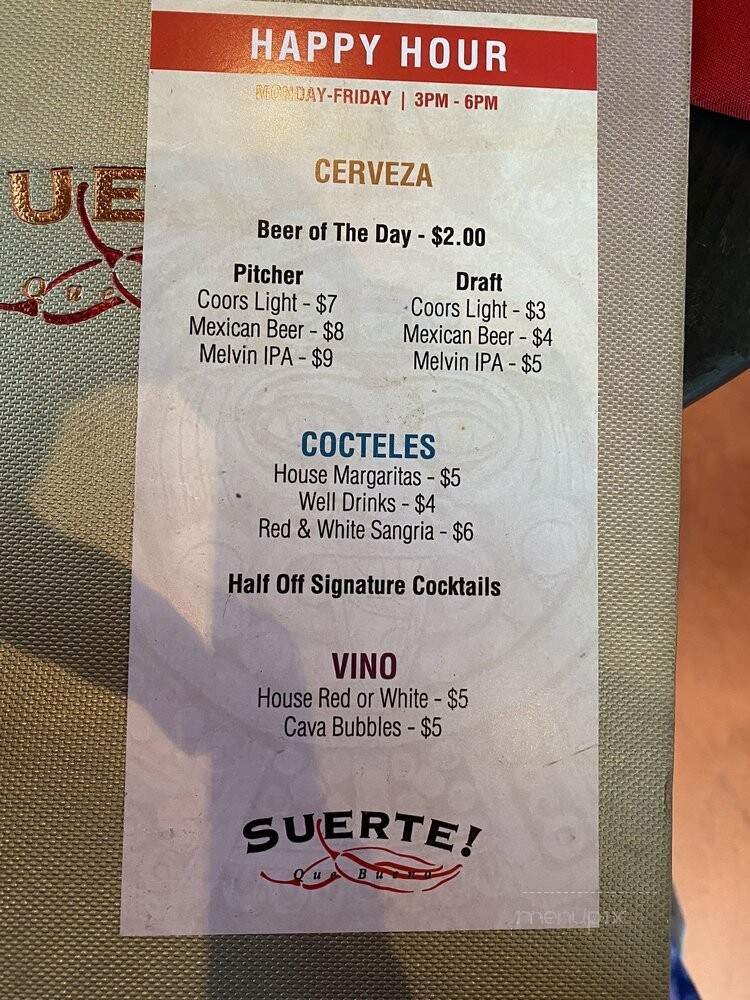 HAPPY HOUR
MONDAY-FRIDAY | 3PM - 6PM
CERVEZA
Beer of The Day - $2.00
Pitcher
Coors Light - $7
Mexican Beer - $8
Melvin IPA - $9
Draft
Coors Light - $3
Mexican Beer - $4
Melvin IPA - $5
COCTELES
House Margaritas - $5
Well Drinks - $4
Red & White Sangria - $6
Half Off Signature Cocktails
VINO
House Red or White - $5
Cava Bubbles - $5
SUERTE!
Que Bueno
UE
Que
menupix